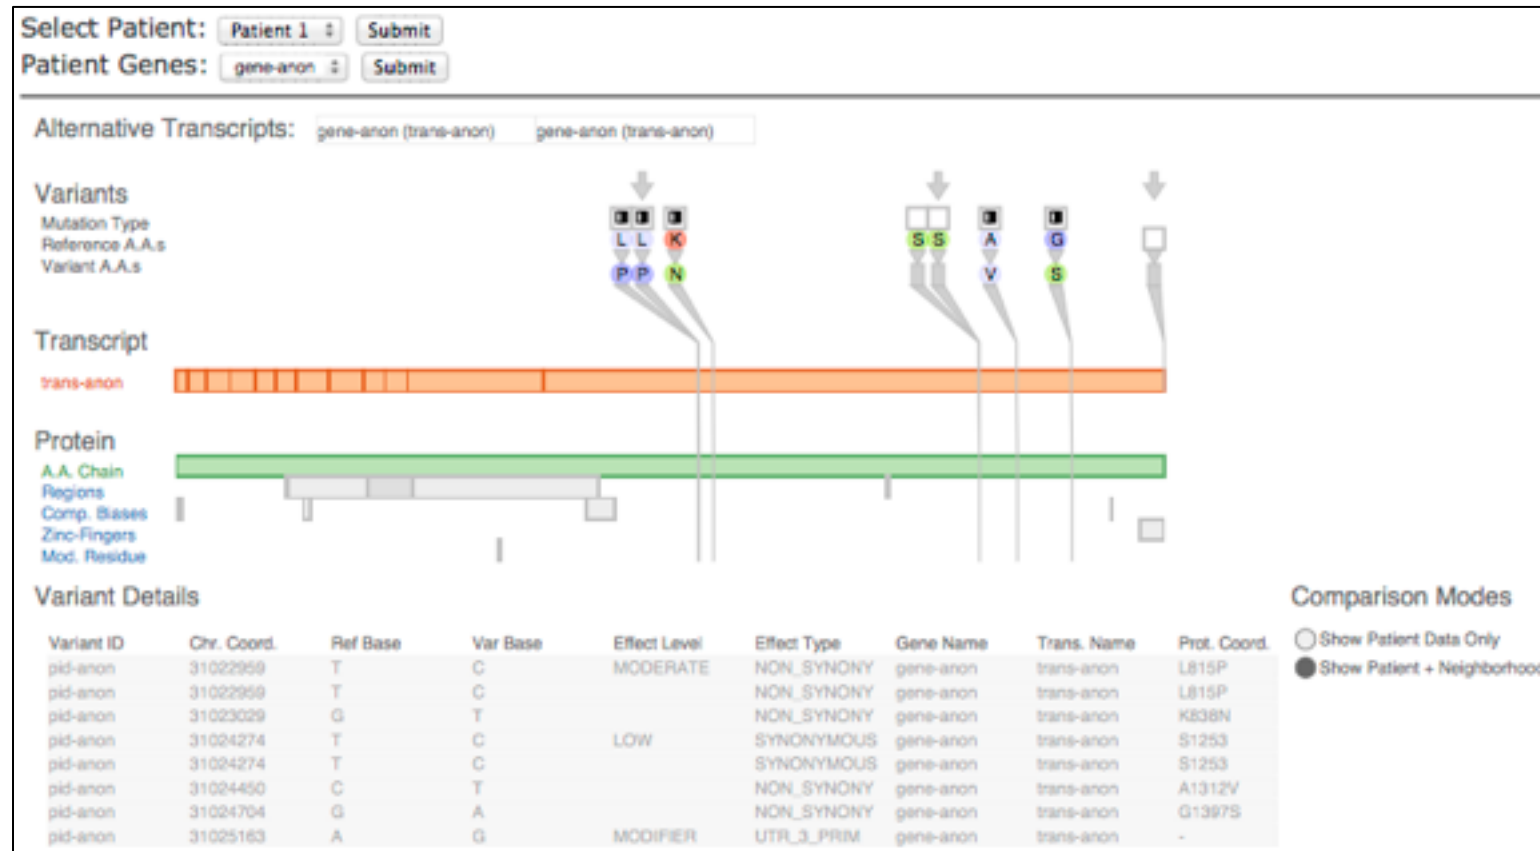 Select Patient: Patient 1 Submit
Patient Genes: gene-anon Submit
Alternative Transcripts: gene-anon (trans-anon) gene-anon (trans-anon)
Variants
Mutation Type
Reference A.A.s L L K S S A G
Variant A.A.s P P N V S
Transcript
trans-anon
Protein
A.A. Chain
Regions
Comp. Biases
Zinc-Fingers
Mod. Residue
Variant Details Comparison Modes
Variant ID Chr. Coord. Ref Base Var Base Effect Level Effect Type Gene Name Trans. Name Prot. Coord. Show Patient Data Only
pid-anon 31022959 T C MODERATE NON_SYNONY gene-anon trans-anon L815P Show Patient + Neighborhood
pid-anon 31022959 T C NON_SYNONY gene-anon trans-anon L815P
pid-anon 31023029 G T NON_SYNONY gene-anon trans-anon K838N
pid-anon 31024274 T C LOW SYNONYMOUS gene-anon trans-anon S1253
pid-anon 31024274 T C SYNONYMOUS gene-anon trans-anon S1253
pid-anon 31024450 C T NON_SYNONY gene-anon trans-anon A1312V
pid-anon 31024704 G A NON_SYNONY gene-anon trans-anon G1397S
pid-anon 31025163 A G MODIFIER UTR_3_PRIM gene-anon trans-anon -